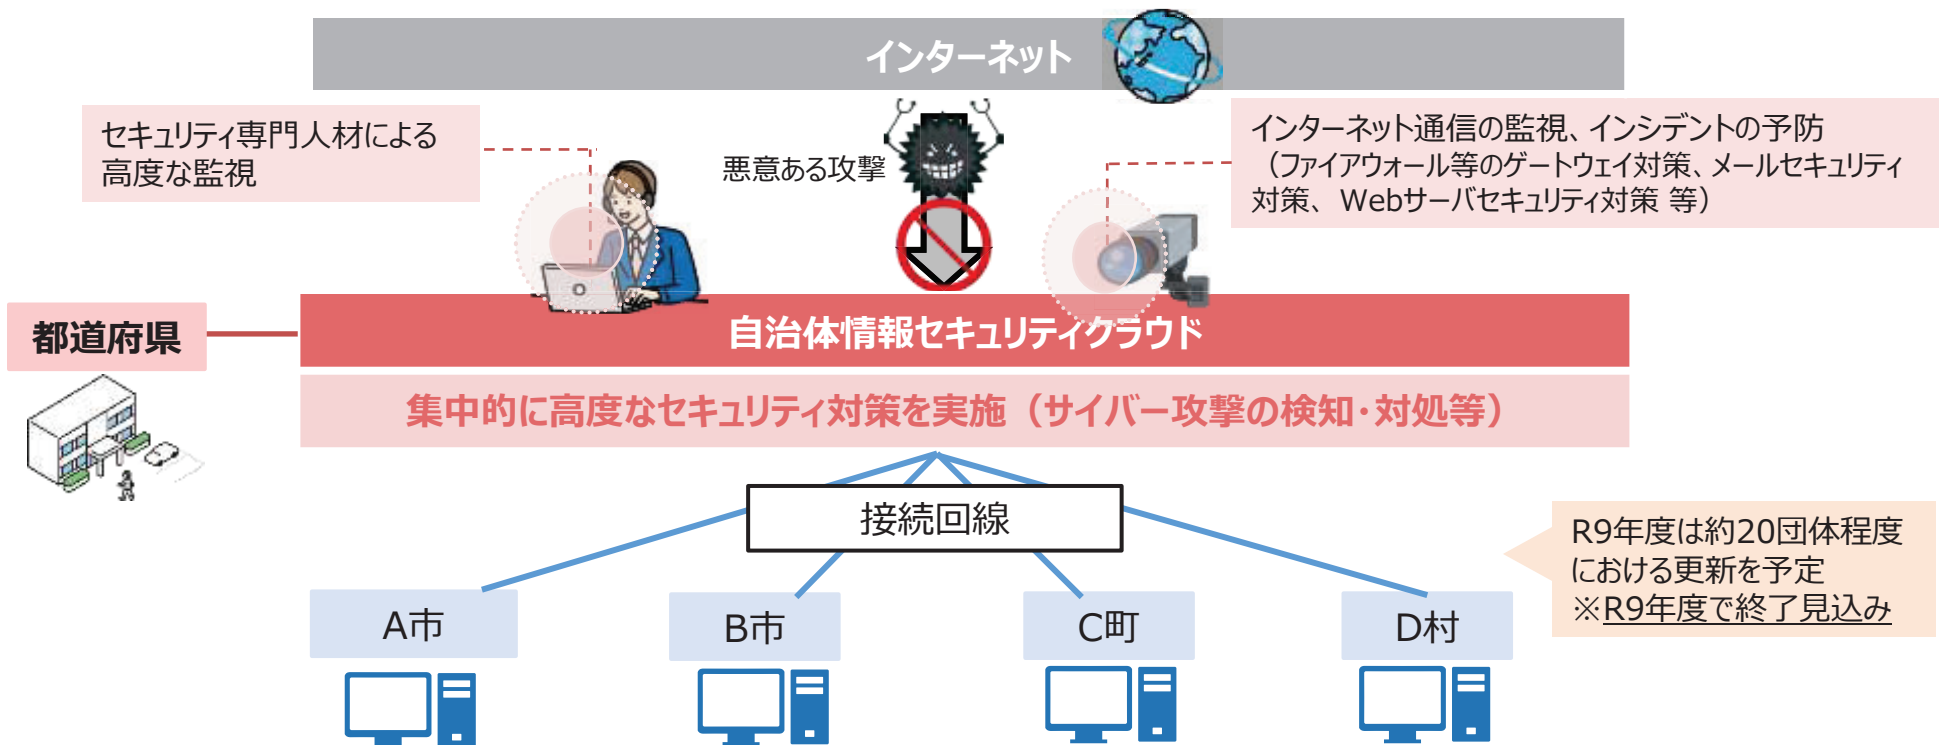 インターネット
セキュリティ専門人材による
高度な監視
悪意ある攻撃
インターネット通信の監視、インシデントの予防
（ファイアウォール等のゲートウェイ対策、メールセキュリティ
対策、Webサーバセキュリティ対策 等）
都道府県
自治体情報セキュリティクラウド
集中的に高度なセキュリティ対策を実施（サイバー攻撃の検知・対処等）
接続回線
R9年度は約20団体程度
における更新を予定
※R9年度で終了見込み
A市
B市
C町
D村